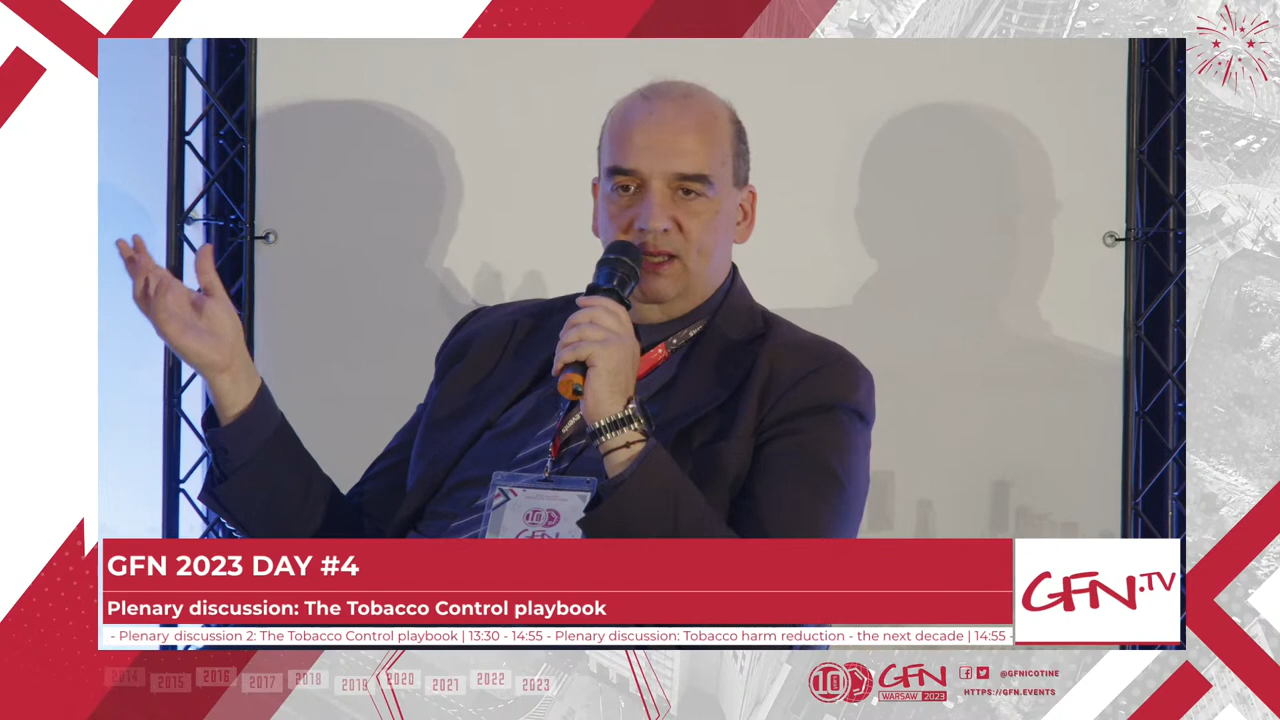 GFN 2023 DAY #4
Plenary discussion: The Tobacco Control playbook
- Plenary discussion 2: The Tobacco Control playbook | 13:30 - 14:55 - Plenary discussion: Tobacco harm reduction - the next decade | 14:55 -
GFN.TV
2014 2015 2016 2017 2018 2019 2020 2021 2022 2023
GFN
WARSAW 2023
@GFNICOTINE
HTTPS://GFN.EVENTS